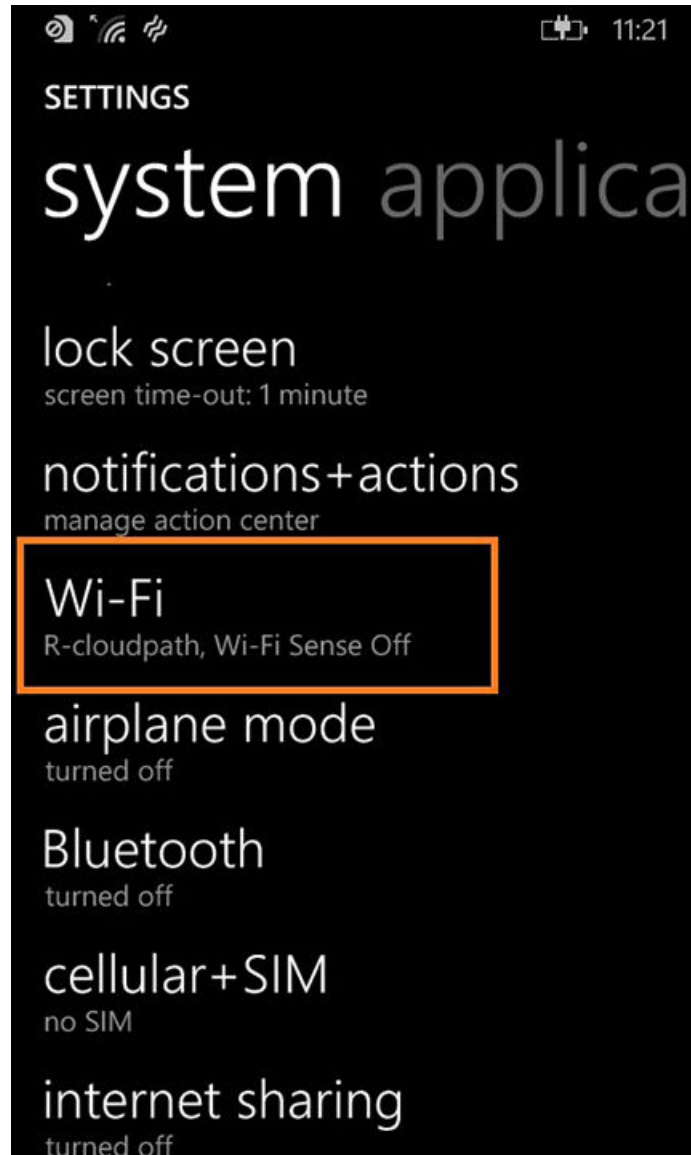 11:21
SETTINGS
system applica
lock screen
screen time-out: 1 minute
notifications+actions
manage action center
Wi-Fi
R-cloudpath, Wi-Fi Sense Off
airplane mode
turned off
Bluetooth
turned off
cellular+SIM
no SIM
internet sharing
turned off